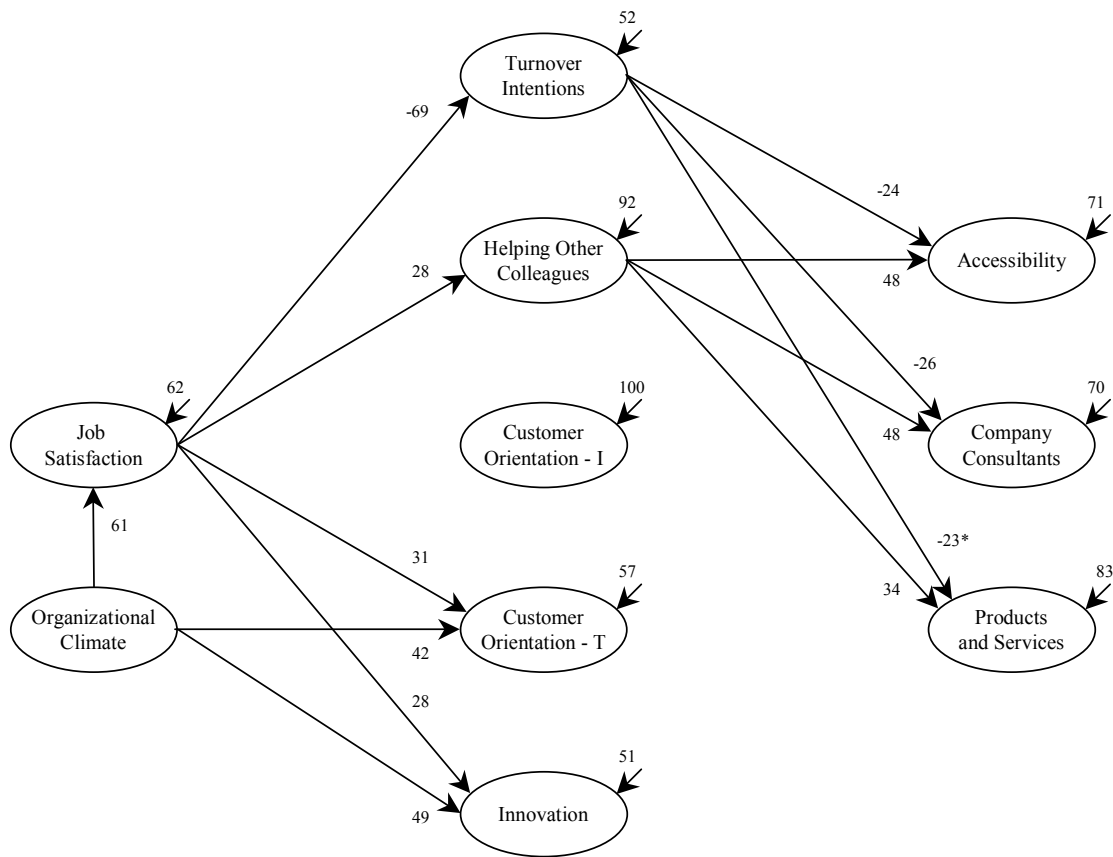 52
Turnover
Intentions
-69
-24
92
71
Helping Other
Colleagues
Accessibility
28
48
-26
62
100
70
Job
Satisfaction
Customer
Orientation - I
Company
Consultants
48
61
31
-23*
57
34
83
Organizational
Climate
Customer
Orientation - T
Products
and Services
42
28
51
Innovation
49